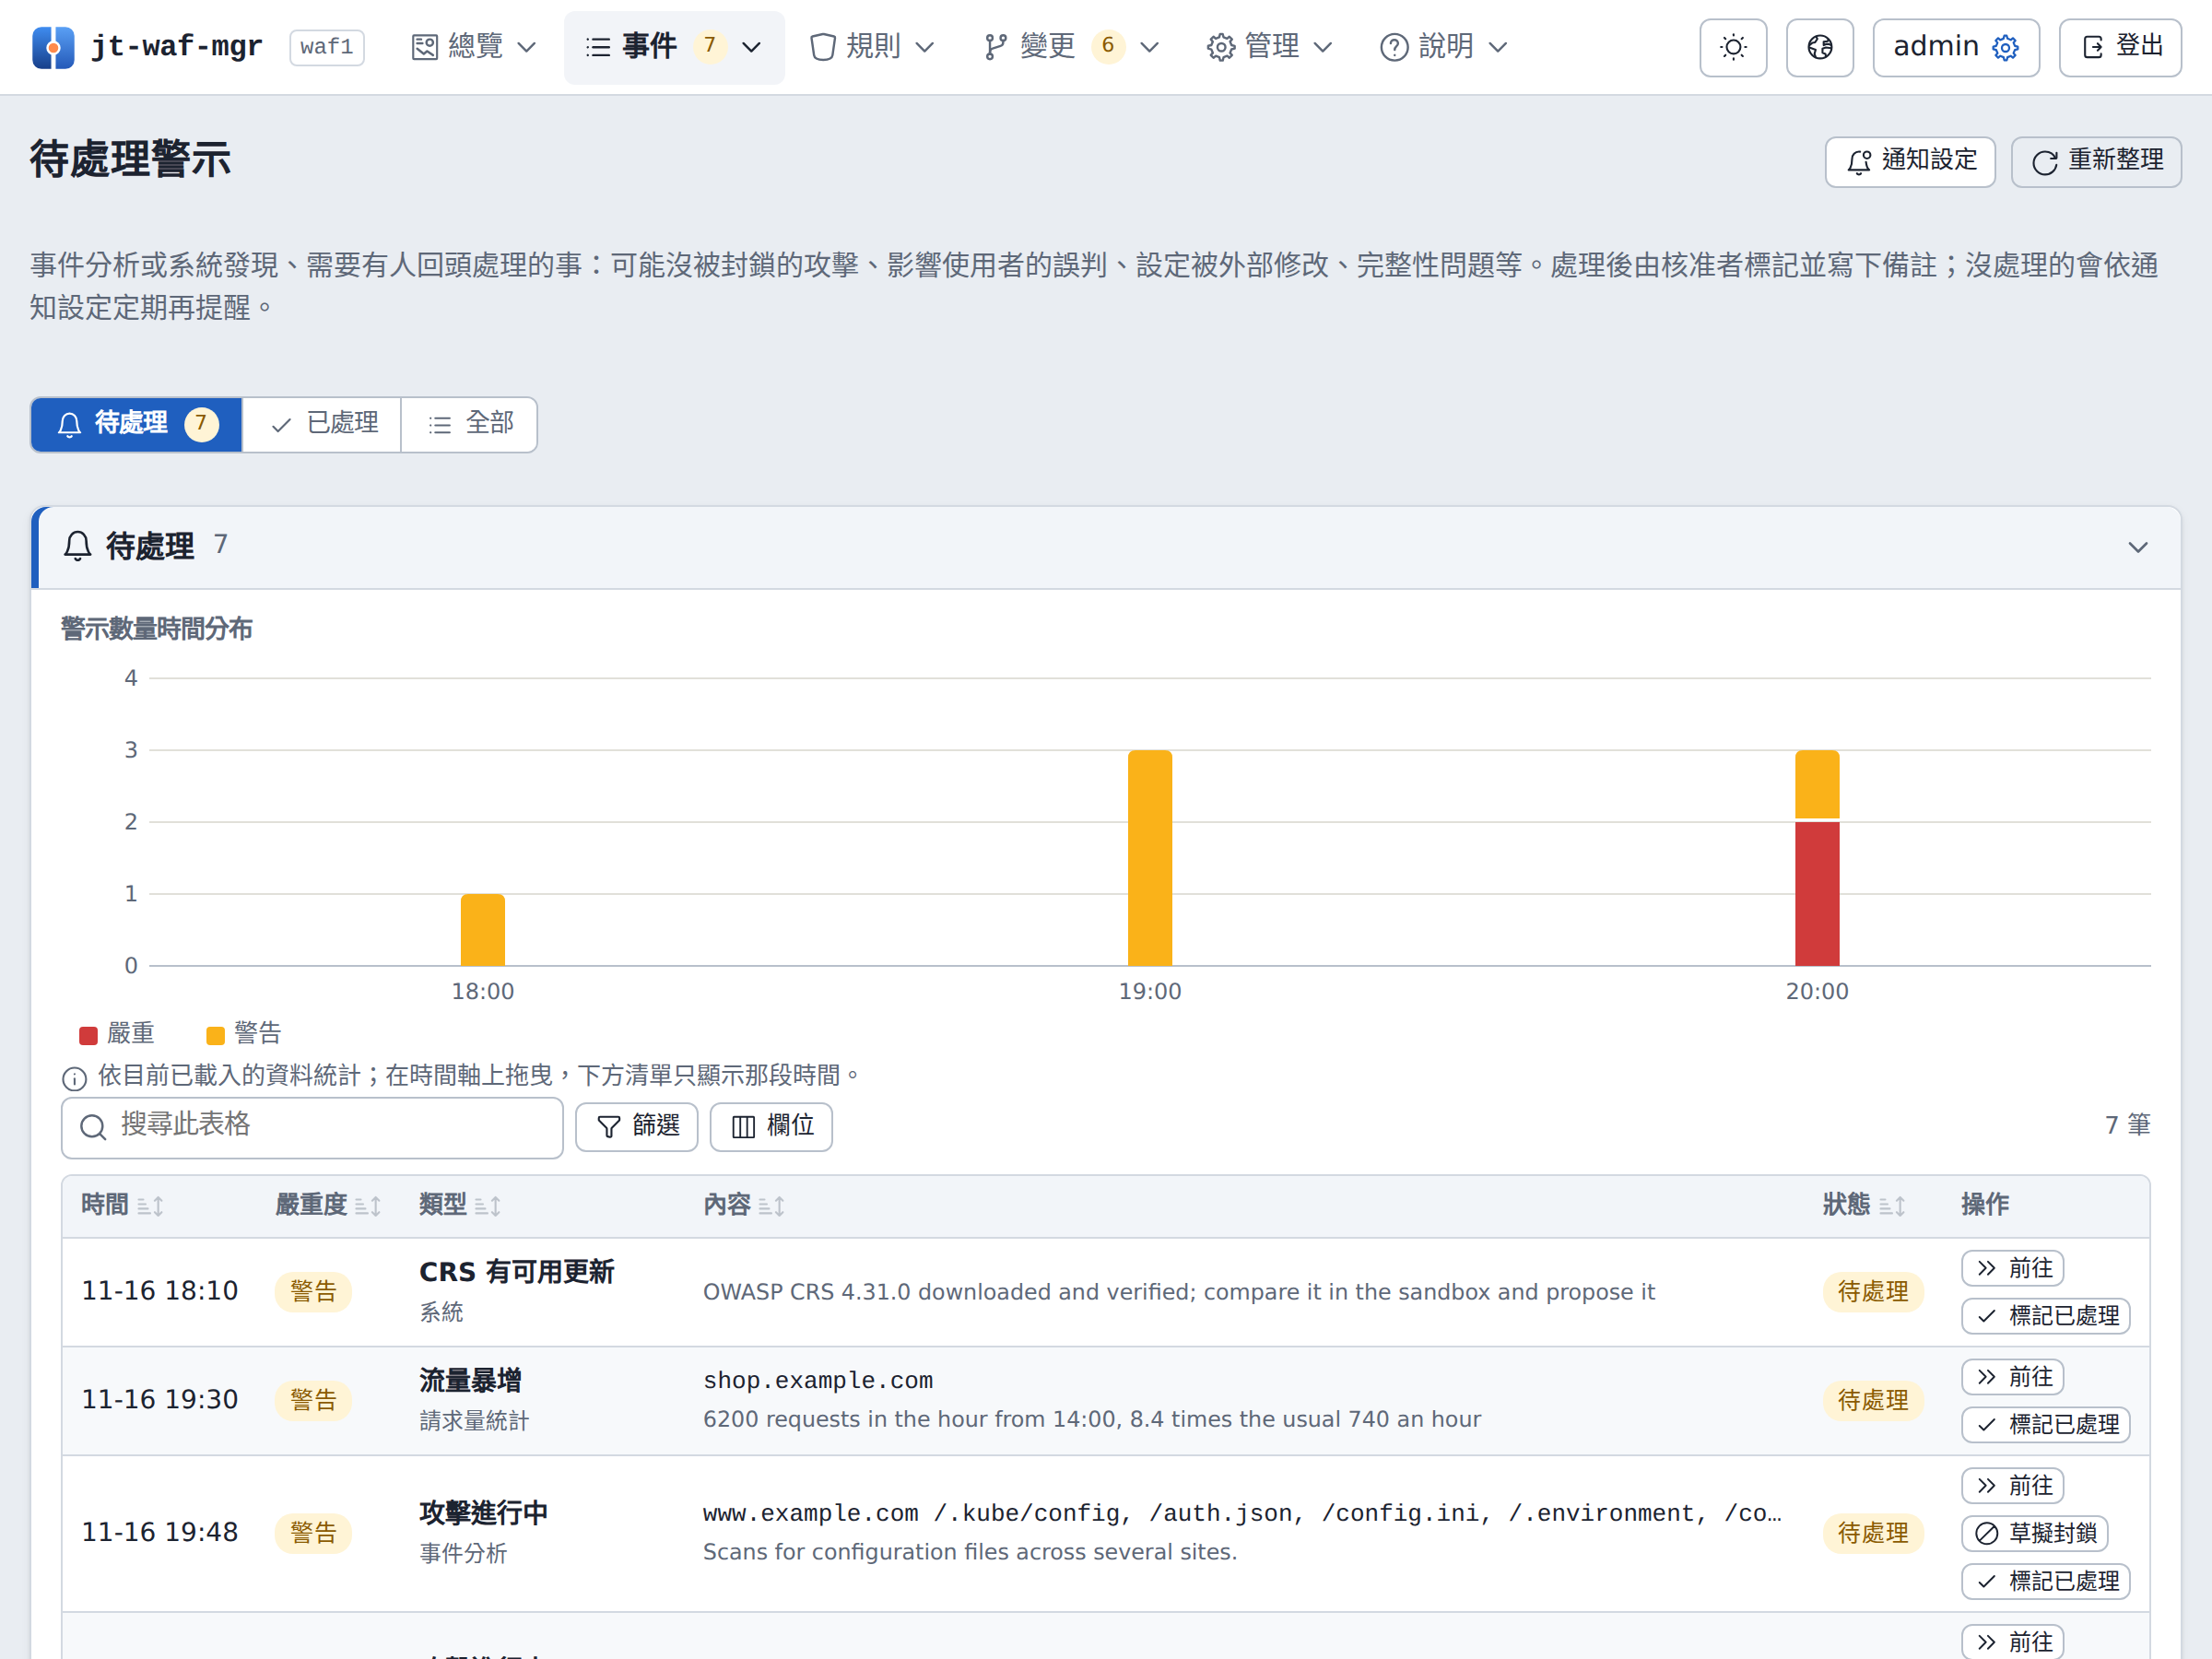 jt-waf-mgr waf1 總覽 事件 7 規則 變更 6 管理 說明 admin 登出
待處理警示
通知設定 重新整理
事件分析或系統發現、需要有人回頭處理的事：可能沒被封鎖的攻擊、影響使用者的誤判、設定被外部修改、完整性問題等。處理後由核准者標記並寫下備註；沒處理的會依通
知設定定期再提醒。
待處理 7 已處理 全部
待處理 7
警示數量時間分布
4
3
2
1
0
18:00 19:00 20:00
嚴重 警告
依目前已載入的資料統計；在時間軸上拖曳，下方清單只顯示那段時間。
搜尋此表格 篩選 欄位 7 筆
時間 嚴重度 類型 內容 狀態 操作
11-16 18:10 警告 CRS 有可用更新 OWASP CRS 4.31.0 downloaded and verified; compare it in the sandbox and propose it 待處理 前往
系統 標記已處理
11-16 19:30 警告 流量暴增 shop.example.com 待處理 前往
請求量統計 6200 requests in the hour from 14:00, 8.4 times the usual 740 an hour 標記已處理
前往
11-16 19:48 警告 攻擊進行中 www.example.com /.kube/config, /auth.json, /config.ini, /.environment, /co… 待處理 草擬封鎖
事件分析 Scans for configuration files across several sites. 標記已處理
前往